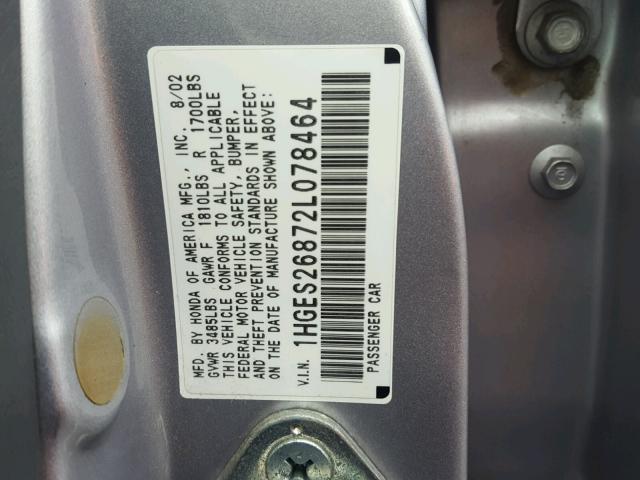 MFD. BY HONDA OF AMERICA MFG., INC. 8/02
GVWR 3485LBS GAWR F 1810LBS R 1700LBS
THIS VEHICLE CONFORMS TO ALL APPLICABLE
FEDERAL MOTOR VEHICLE SAFETY, BUMPER,
AND THEFT PREVENTION STANDARDS IN EFFECT
ON THE DATE OF MANUFACTURE SHOWN ABOVE:
V.I.N. 1HGES26872L078464
PASSENGER CAR